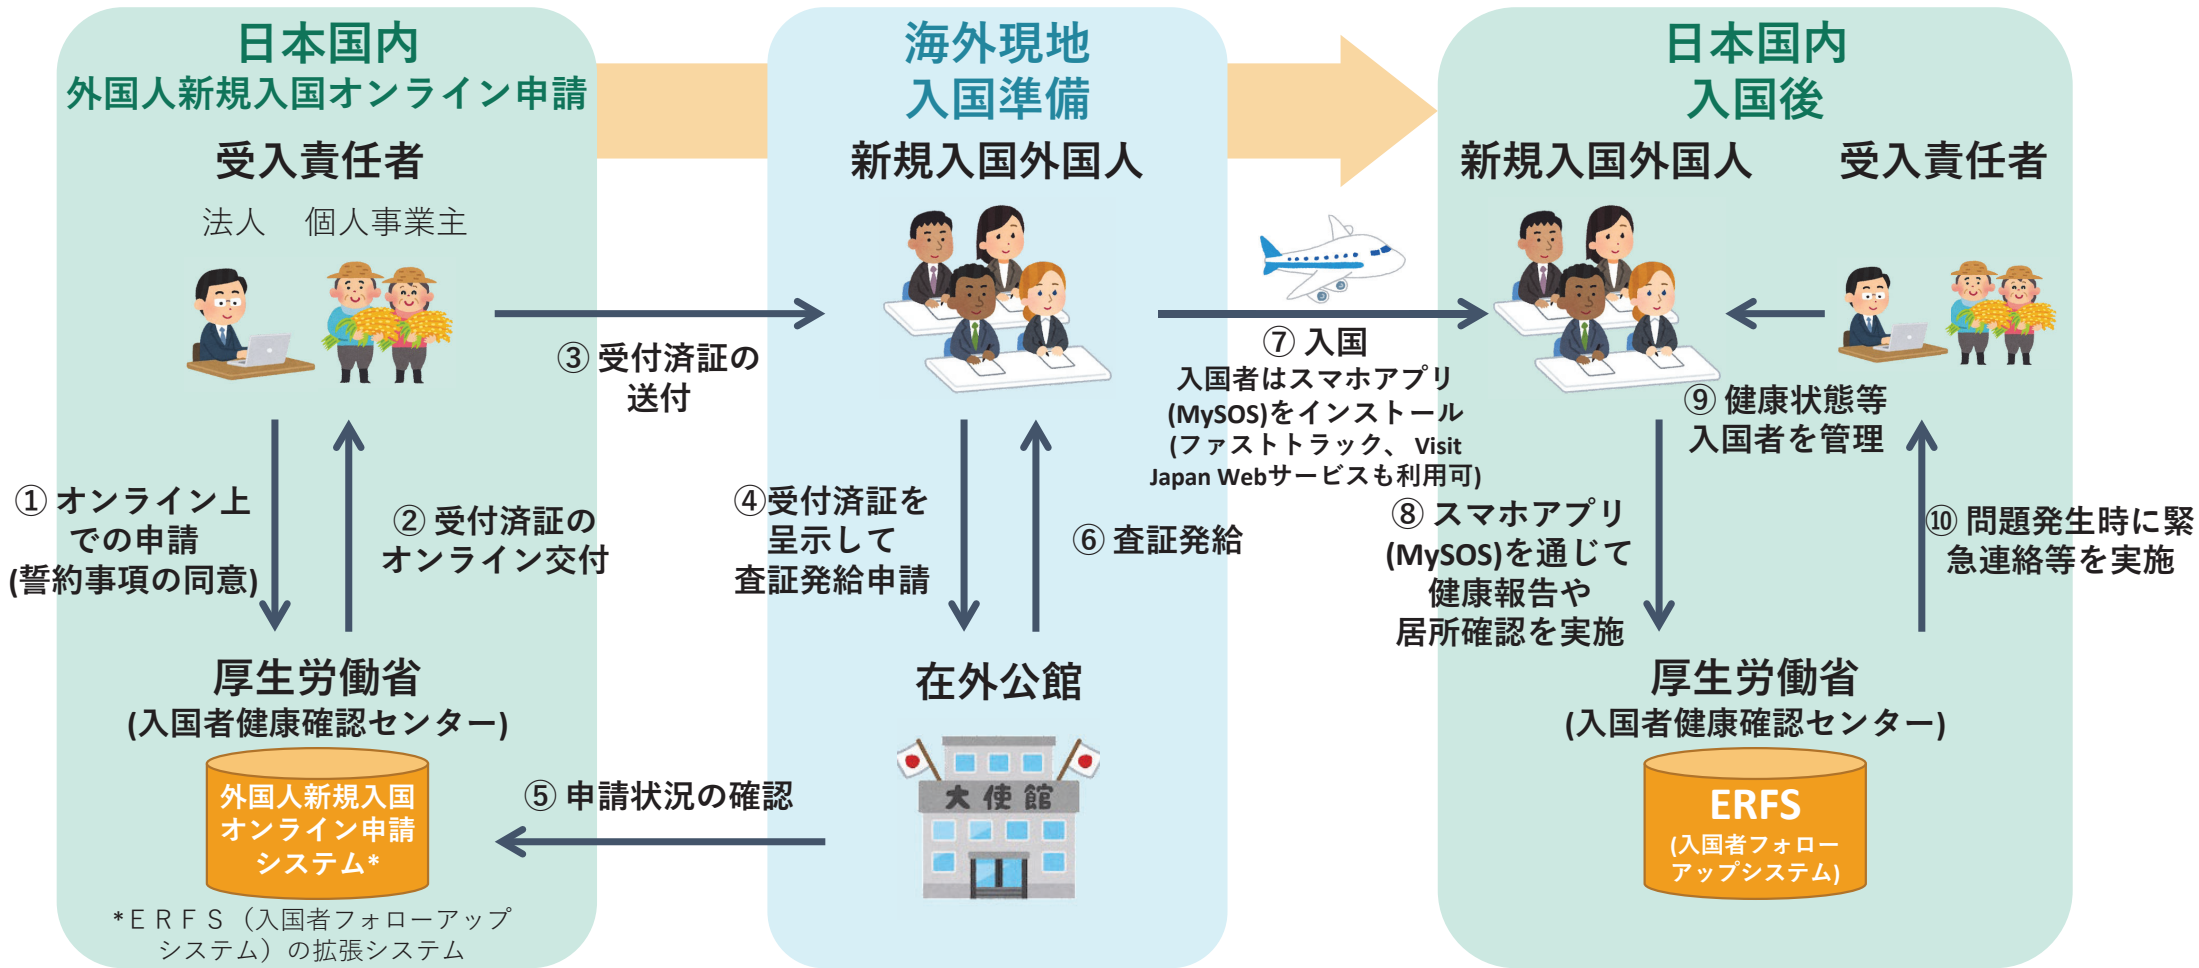 日本国内
外国人新規入国オンライン申請
受入責任者
法人 個人事業主
① オンライン上
での申請
(誓約事項の同意)
② 受付済証の
オンライン交付
厚生労働省
(入国者健康確認センター)
外国人新規入国
オンライン申請
システム*
*ＥＲＦＳ（入国者フォローアップ
システム）の拡張システム
③ 受付済証の
送付
海外現地
入国準備
新規入国外国人
④受付済証を
呈示して
査証発給申請
⑥ 査証発給
在外公館
大使館
⑤ 申請状況の確認
⑦ 入国
入国者はスマホアプリ
(MySOS)をインストール
(ファストトラック、 Visit
Japan Webサービスも利用可)
日本国内
入国後
新規入国外国人 受入責任者
⑧ スマホアプリ
(MySOS)を通じて
健康報告や
居所確認を実施
⑨ 健康状態等
入国者を管理
⑩ 問題発生時に緊
急連絡等を実施
厚生労働省
(入国者健康確認センター)
ERFS
(入国者フォロー
アップシステム)